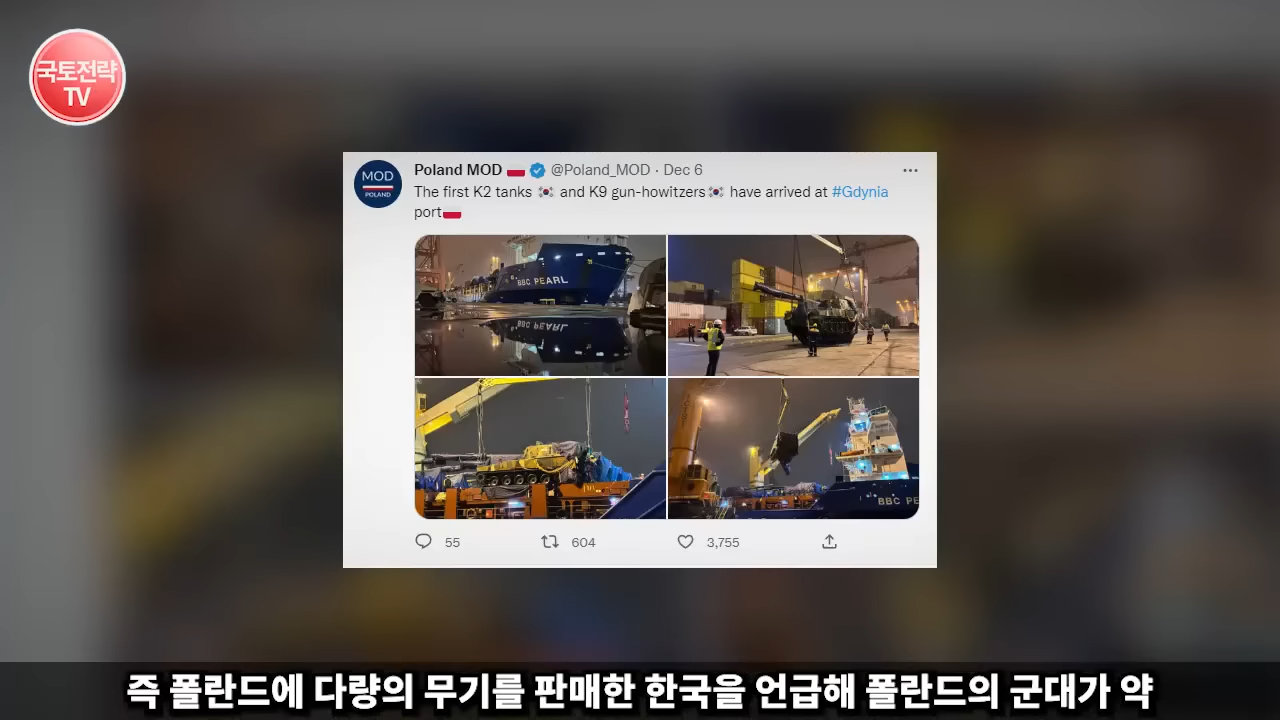 국토전략
TV
MOD
POLAND
Poland MOD 🇵🇱 @Poland_MOD · Dec 6
The first K2 tanks 🇰🇷 and K9 gun-howitzers🇰🇷 have arrived at #Gdynia
port🇵🇱
BBC PEARL
BBC PEARL
BBC PE
55 604 3,755
즉 폴란드에 다량의 무기를 판매한 한국을 언급해 폴란드의 군대가 약